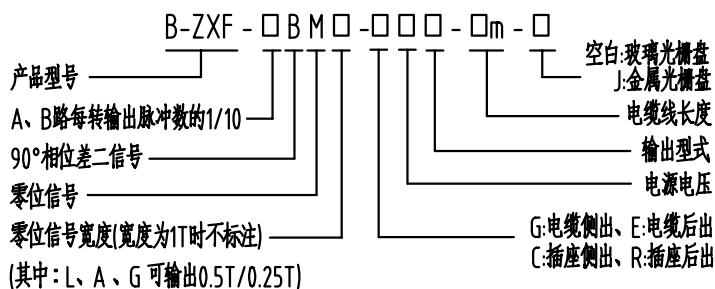 B-ZXF-□BM□-□□□-□m-□
空白:玻璃光栅盘
产品型号
J:金属光栅盘
A、B路每转输出脉冲数的1/10
电缆线长度
90°相位差二信号
输出型式
零位信号
电源电压
零位信号宽度(宽度为1T时不标注)
G:电缆侧出、E:电缆后出
C:插座侧出、R:插座后出
(其中：L、A、G 可输出0.5T/0.25T)